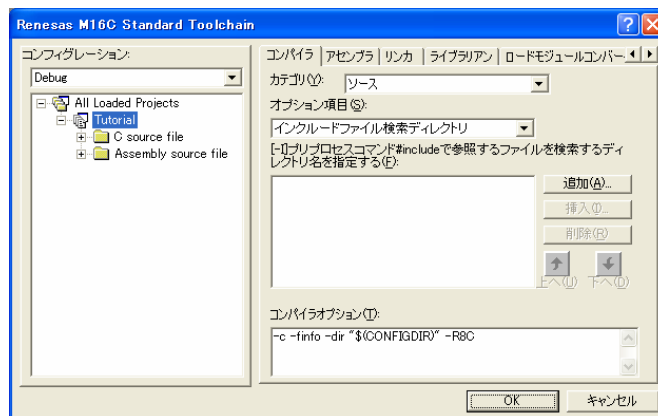 Renesas M16C Standard Toolchain
コンフィグレーション:
Debug
All Loaded Projects
Tutorial
C source file
Assembly source file
コンパイラ
アセンブラ
リンカ
ライブラリアン
ロードモジュールコンバー
カテゴリ(Y):
ソース
オプション項目(S):
インクルードファイル検索ディレクトリ
[-I]プリプロセスコマンド#includeで参照するファイルを検索するディ
レクトリ名を指定する(F):
追加(A)...
挿入(I)...
削除(R)
上へ(U)
下へ(D)
コンパイラオプション(T):
-c -finfo -dir "$(CONFIGDIR)" -R8C
OK
キャンセル